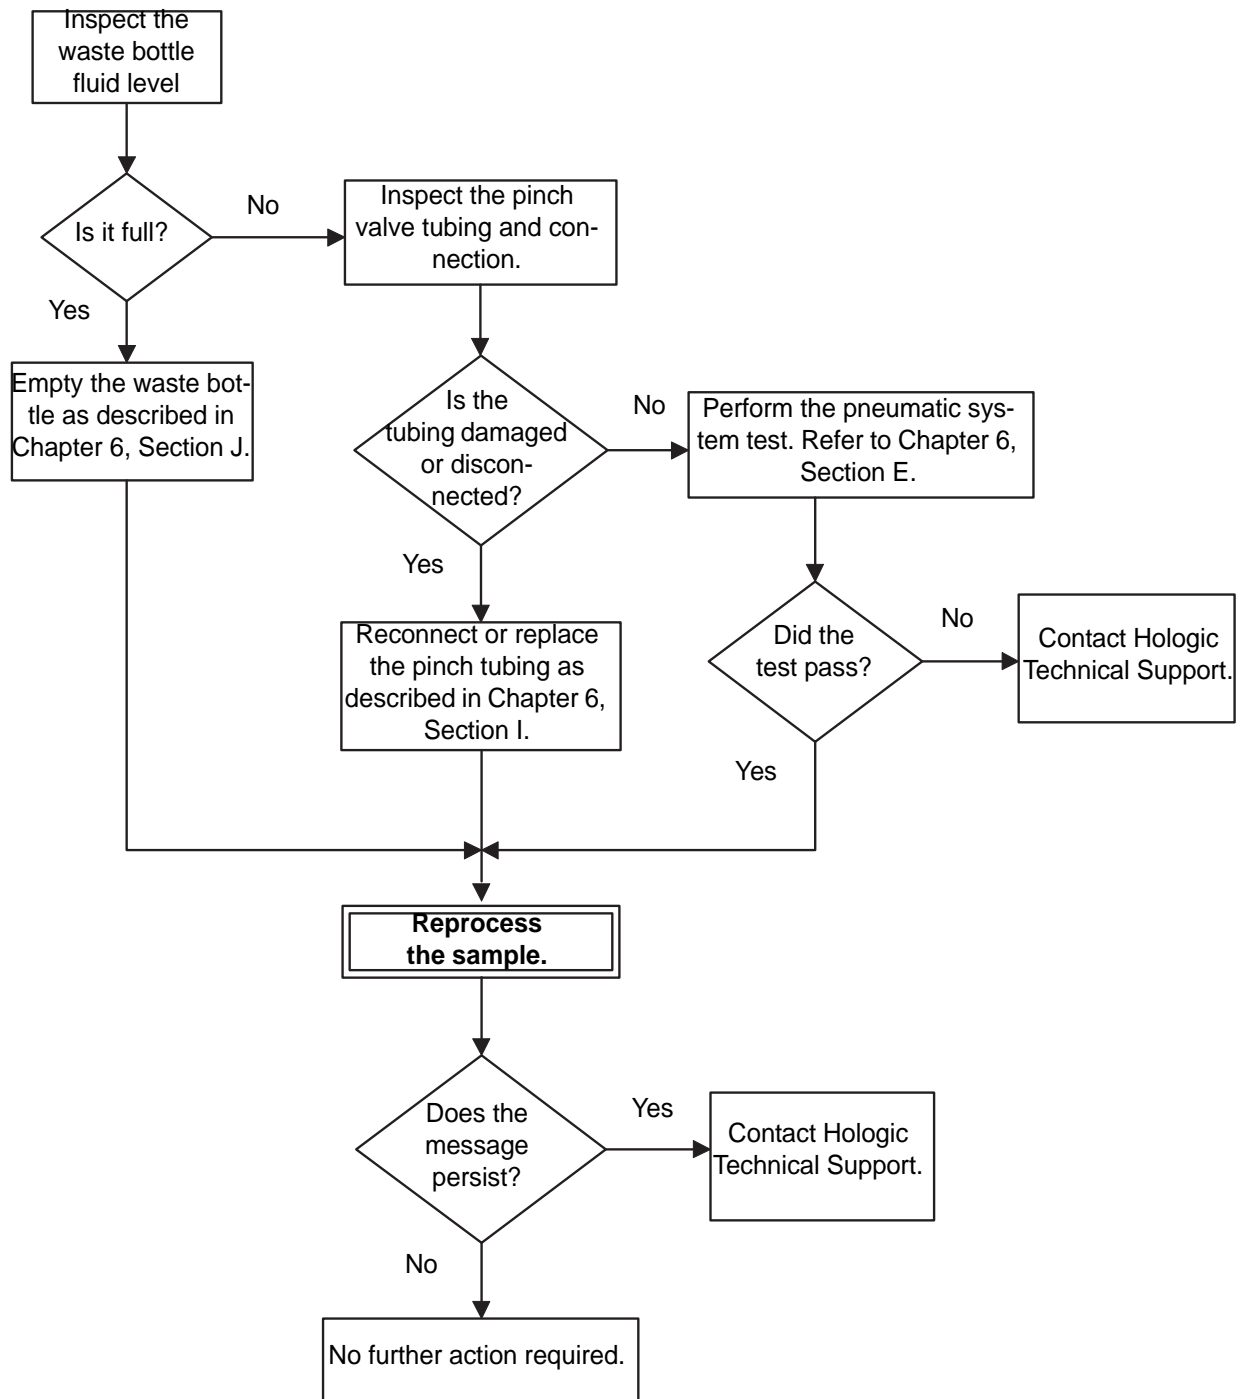 Inspect the
waste bottle
fluid level
Is it full?
No
Yes
Inspect the pinch
valve tubing and con-
nection.
Empty the waste bot-
tle as described in
Chapter 6, Section J.
Is the
tubing damaged
or discon-
nected?
No
Yes
Perform the pneumatic sys-
tem test. Refer to Chapter 6,
Section E.
Reconnect or replace
the pinch tubing as
described in Chapter 6,
Section I.
Did the
test pass?
No
Yes
Contact Hologic
Technical Support.
Reprocess
the sample.
Does the
message
persist?
Yes
No
Contact Hologic
Technical Support.
No further action required.